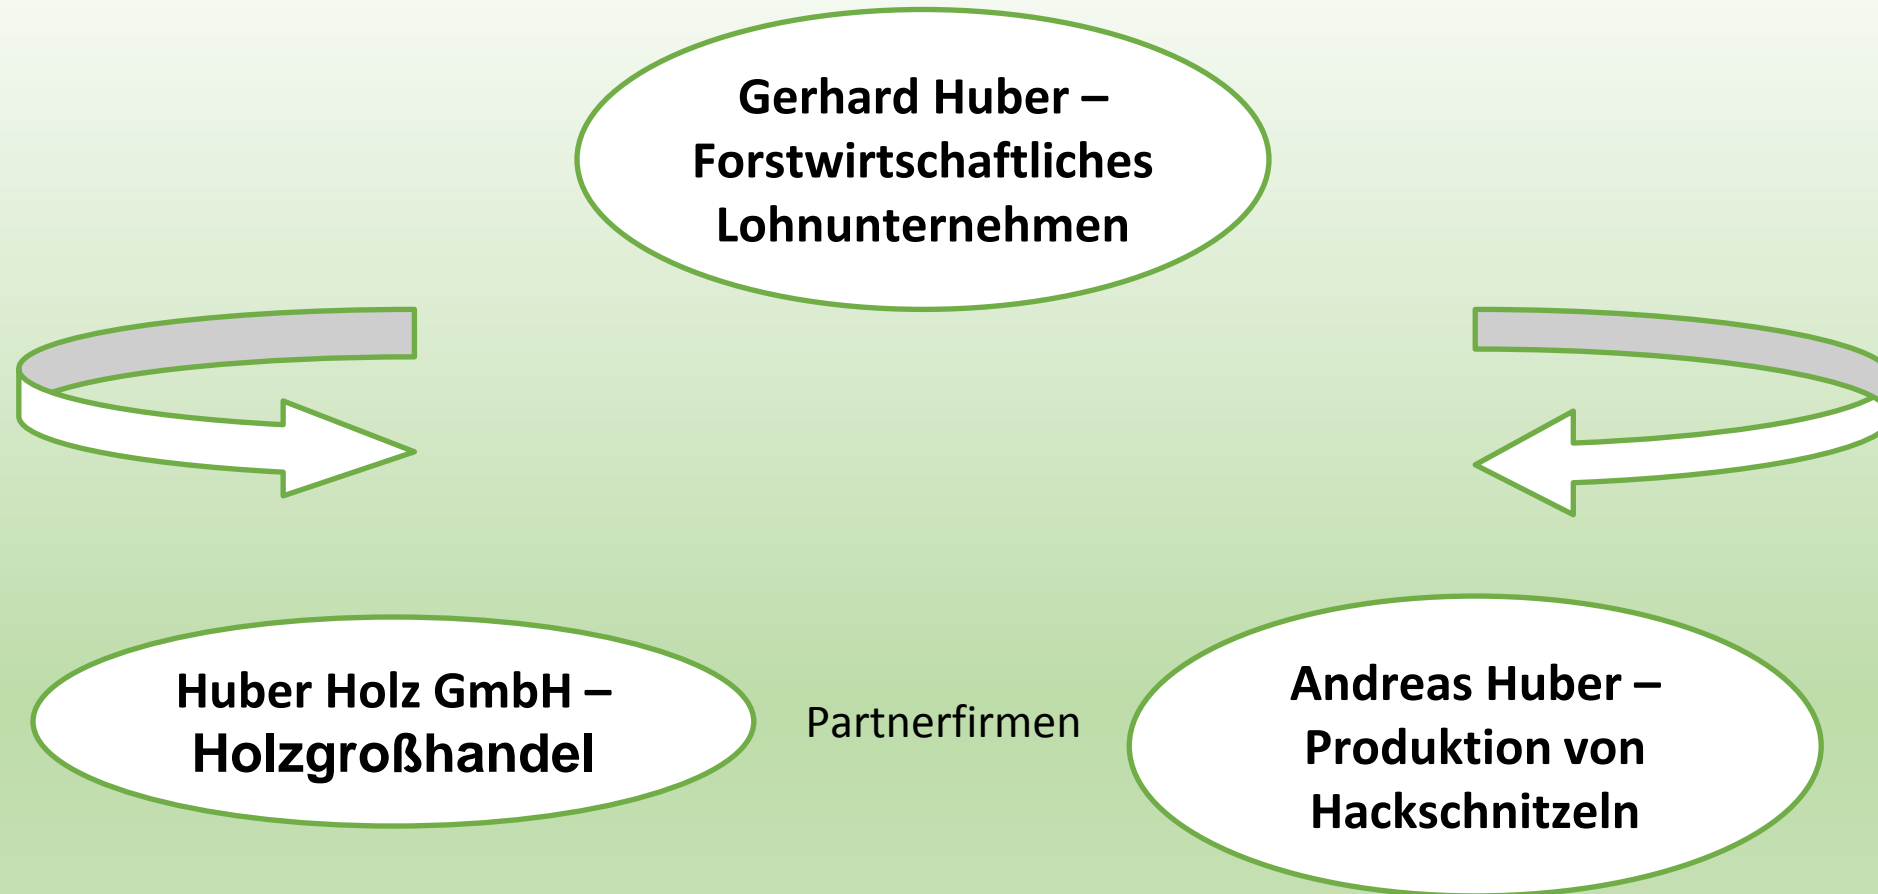 Gerhard Huber –
Forstwirtschaftliches
Lohnunternehmen
Huber Holz GmbH –
Holzgroßhandel
Partnerfirmen
Andreas Huber –
Produktion von
Hackschnitzeln